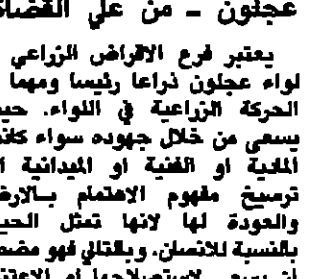 عجلون ـ من علي القضاة
يعتبر فرع الاقراض الزراعي
لواء عجلون ذراعا رئيسا ومهما
الحركة الزراعية في اللواء. حيث
يسعى من خلال جهوده سواء كانت
المادية او الفنية او الميدانية
ترسيخ مفهوم الاهتمام بالارض
والعودة لها لانها تمثل الحياة
بالنسبة للانسان. وبالتالي فهو
لاستصلاحها او